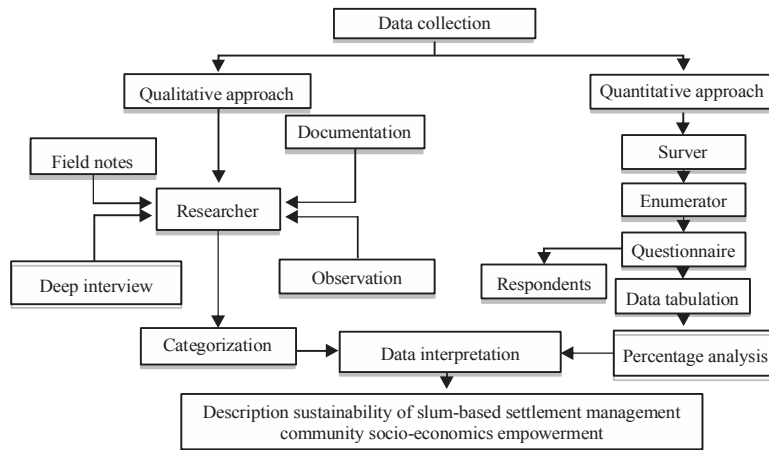 Data collection
Qualitative approach
Quantitative approach
Documentation
Field notes
Surver
Researcher
Enumerator
Questionnaire
Deep interview
Observation
Respondents
Data tabulation
Categorization
Data interpretation
Percentage analysis
Description sustainability of slum-based settlement management
community socio-economics empowerment